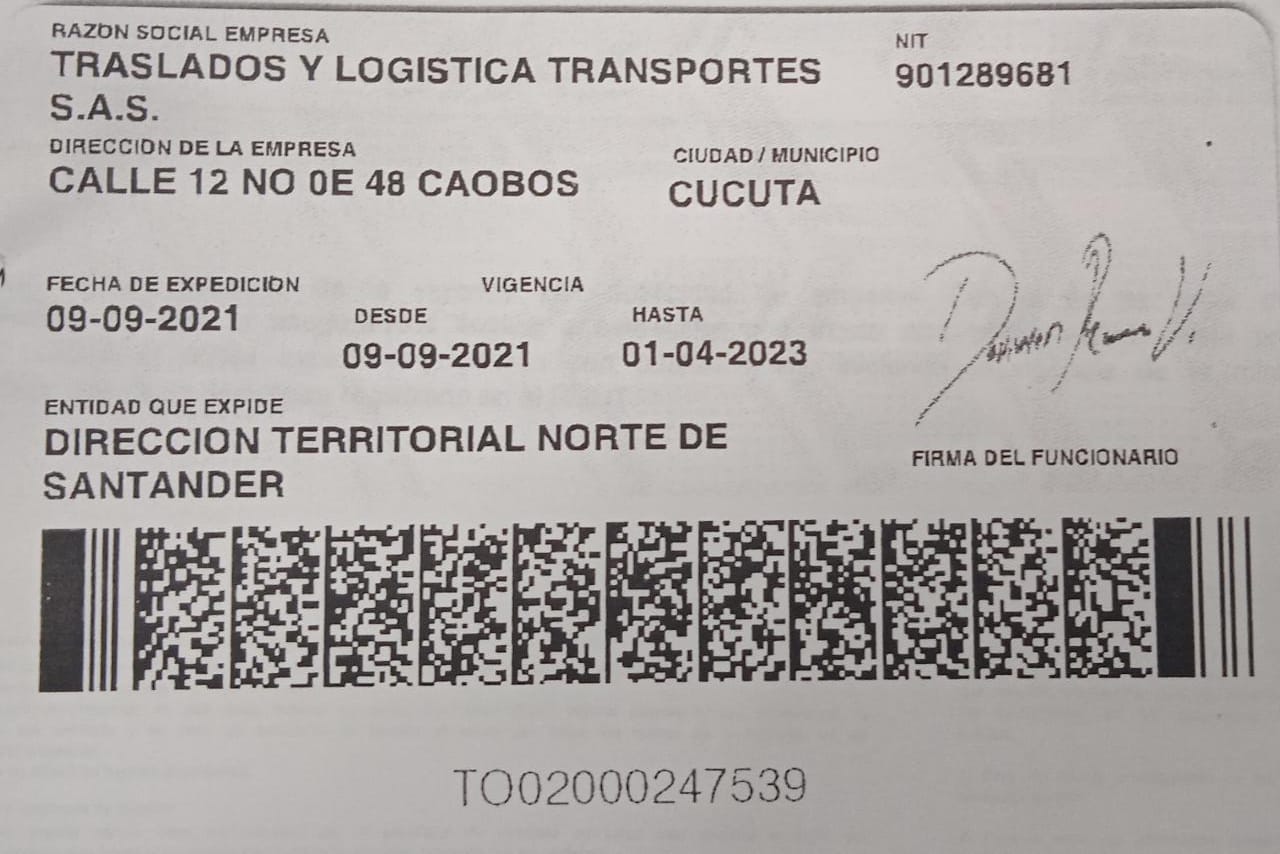 RAZON SOCIAL EMPRESA
TRASLADOS Y LOGISTICA TRANSPORTES
S.A.S.
NIT
901289681
DIRECCION DE LA EMPRESA
CALLE 12 NO 0E 48 CAOBOS
CIUDAD / MUNICIPIO
CUCUTA
FECHA DE EXPEDICION
09-09-2021
VIGENCIA
DESDE
09-09-2021
HASTA
01-04-2023
ENTIDAD QUE EXPIDE
DIRECCION TERRITORIAL NORTE DE
SANTANDER
FIRMA DEL FUNCIONARIO
TO02000247539